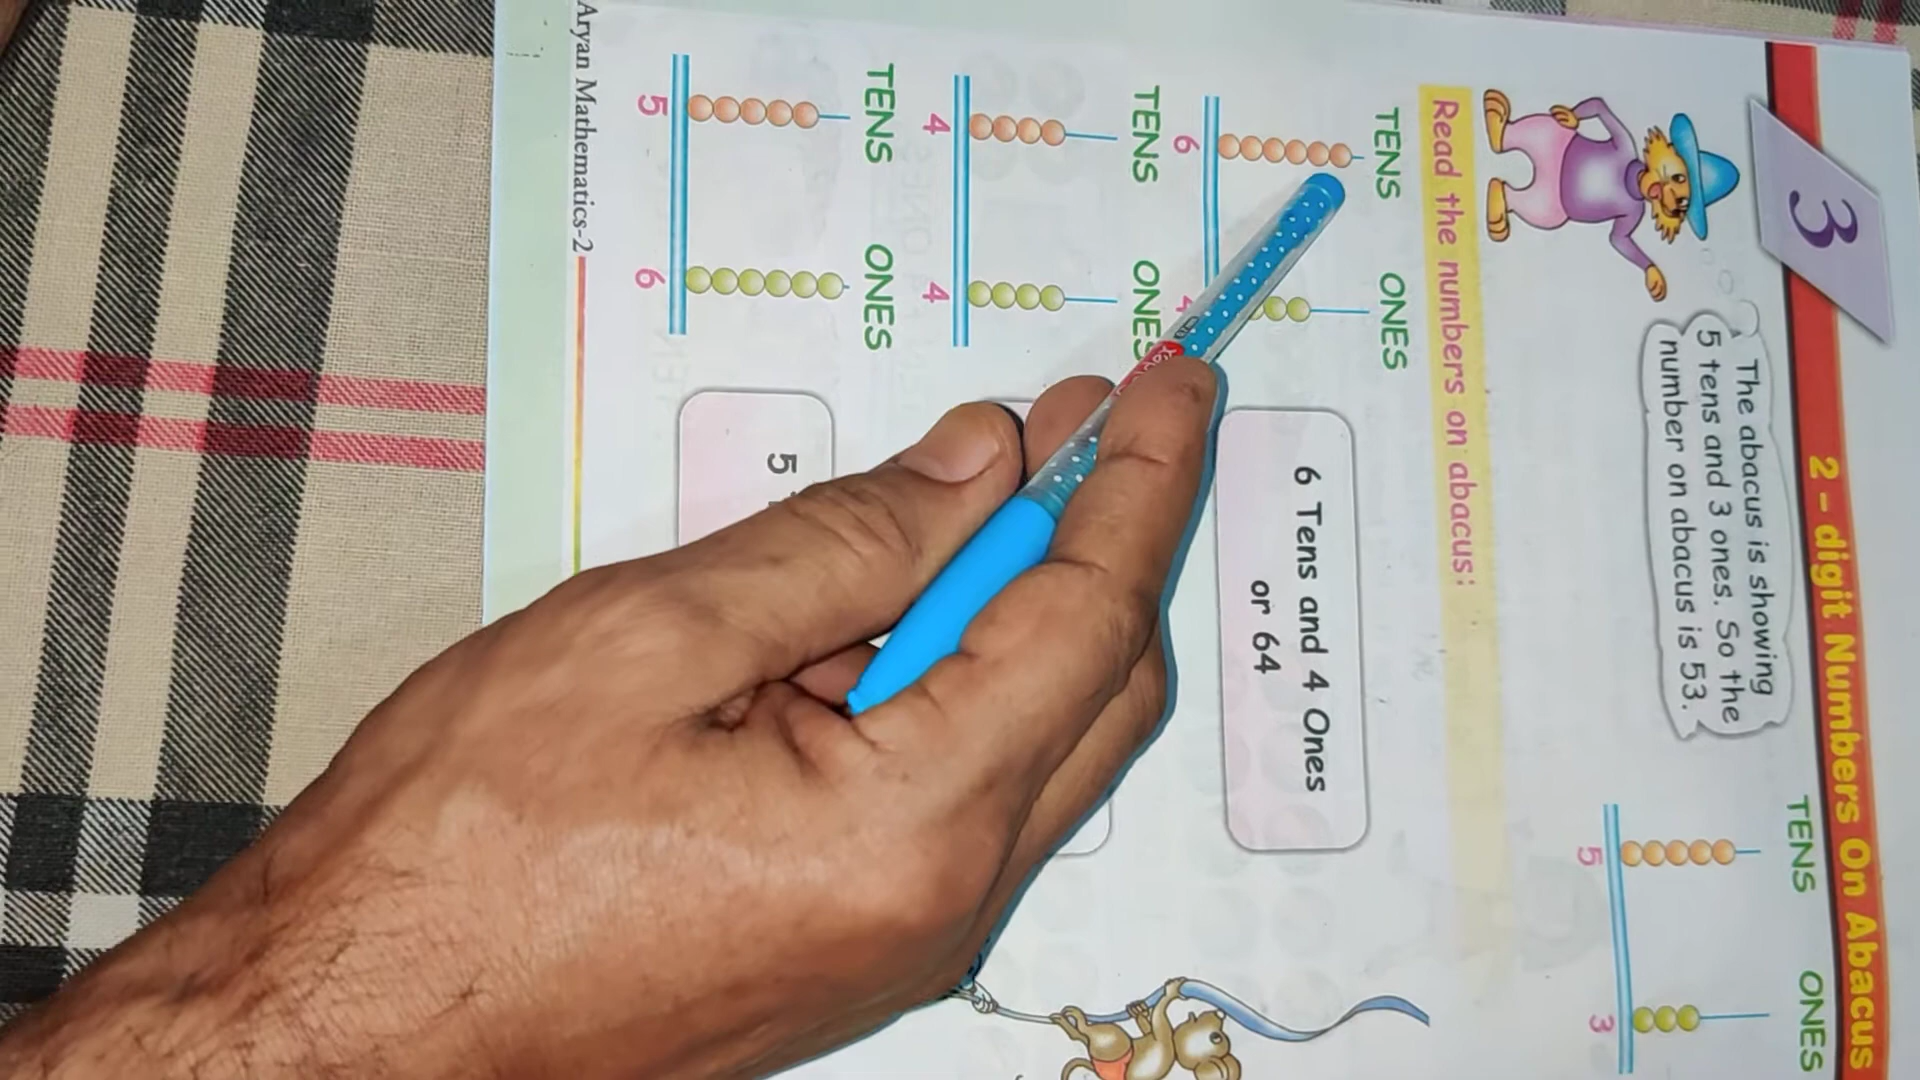 3
2 - digit Numbers On Abacus
The abacus is showing
5 tens and 3 ones. So the
number on abacus is 53.
TENS ONES
5 3
Read the numbers on abacus:
TENS ONES
6 4
6 Tens and 4 Ones
or 64
TENS ONES
4 4
TENS ONES
5 6
5
Aryan Mathematics-2